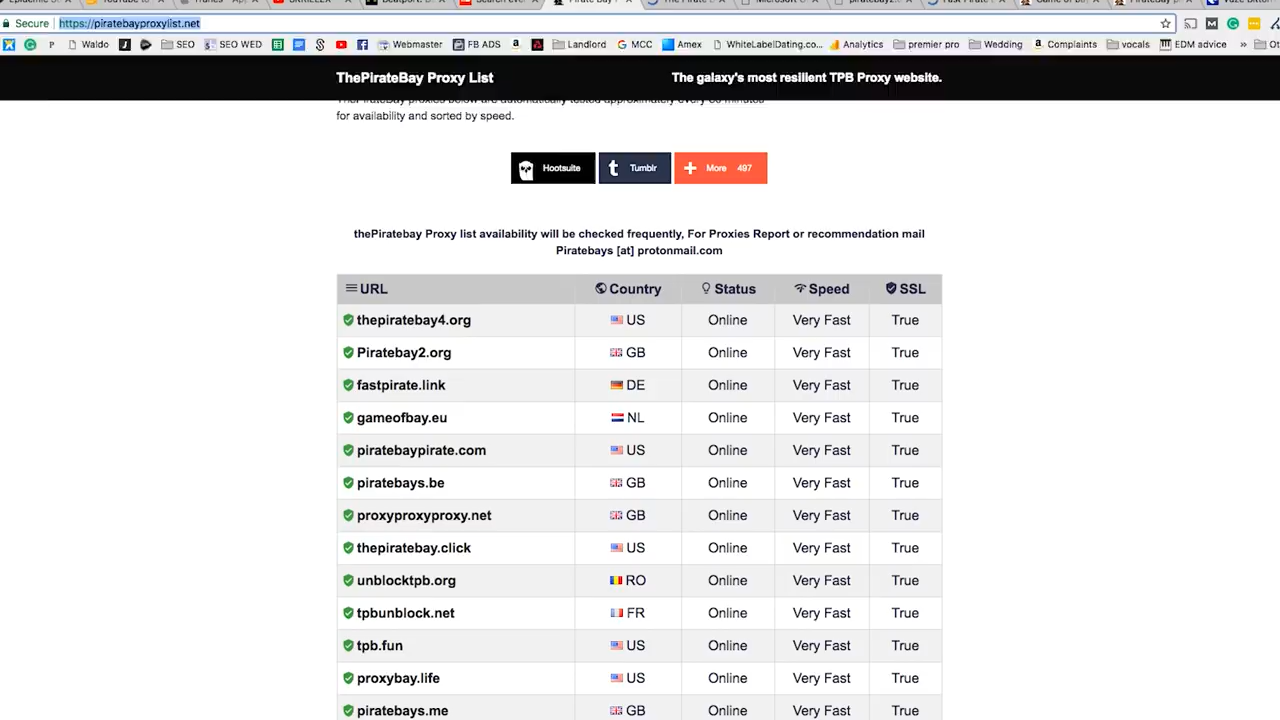 Secure https://piratebayproxylist.net
Waldo SEO SEO WED Webmaster FB ADS Landlord MCC Amex WhiteLabelDating.co... Analytics premier pro Wedding Complaints vocals EDM advice » Ot
ThePirateBay Proxy List The galaxy's most resilient TPB Proxy website.
for availability and sorted by speed.
Hootsuite Tumblr More 497
thePiratebay Proxy list availability will be checked frequently, For Proxies Report or recommendation mail
Piratebays [at] protonmail.com
URL Country Status Speed SSL
thepiratebay4.org US Online Very Fast True
Piratebay2.org GB Online Very Fast True
fastpirate.link DE Online Very Fast True
gameofbay.eu NL Online Very Fast True
piratebaypirate.com US Online Very Fast True
piratebays.be GB Online Very Fast True
proxyproxyproxy.net GB Online Very Fast True
thepiratebay.click US Online Very Fast True
unblocktpb.org RO Online Very Fast True
tpbunblock.net FR Online Very Fast True
tpb.fun US Online Very Fast True
proxybay.life US Online Very Fast True
piratebays.me GB Online Very Fast True